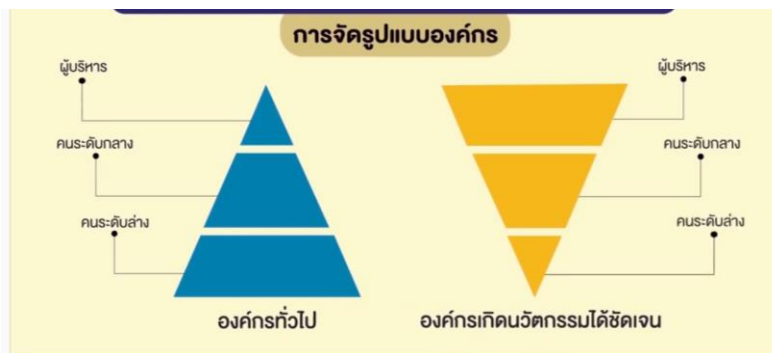 การจัดรูปแบบองค์กร
ผู้บริหาร
คนระดับกลาง
คนระดับล่าง
องค์กรทั่วไป
ผู้บริหาร
คนระดับกลาง
คนระดับล่าง
องค์กรเกิดนวัตกรรมได้ชัดเจน